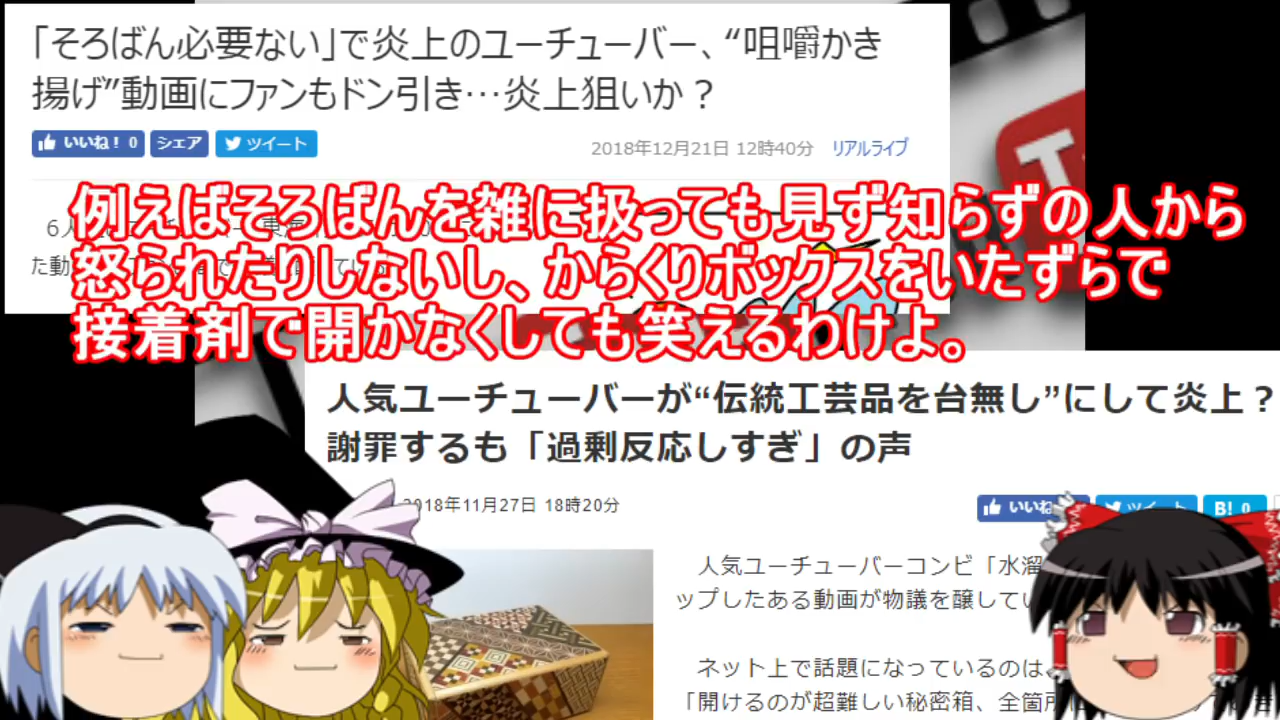 「そろばん必要ない」で炎上のユーチューバー、“咀嚼かき
揚げ”動画にファンもドン引き…炎上狙いか？
いいね！ 0 シェア ツイート
2018年12月21日 12時40分 リアルライブ
6人
た動
例えばそろばんを雑に扱っても見ず知らずの人から
怒られたりしないし、からくりボックスをいたずらで
接着剤で開かなくしても笑えるわけよ。
人気ユーチューバーが“伝統工芸品を台無し”にして炎上？
謝罪するも「過剰反応しすぎ」の声
2018年11月27日 18時20分
いいね ツイート B! 0
人気ユーチューバーコンビ「水溜
ップしたある動画が物議を醸してい
ネット上で話題になっているのは、
「開けるのが超難しい秘密箱、全箇所